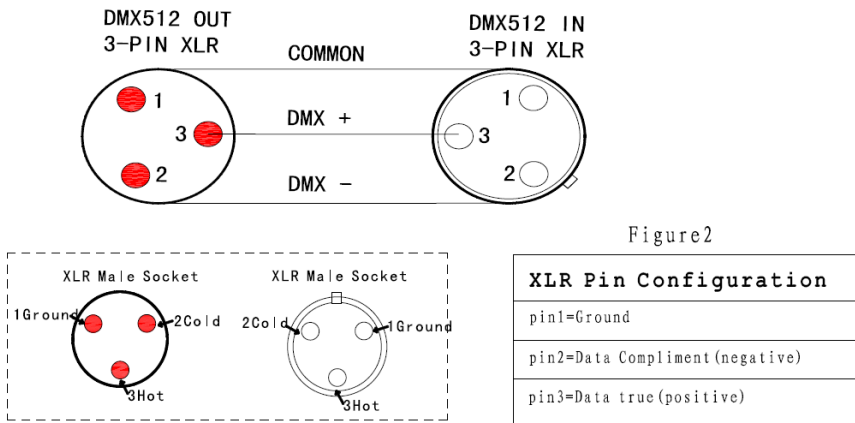 DMX512 OUT
3-PIN XLR
DMX512 IN
3-PIN XLR
COMMON
1
1
DMX +
3
3
DMX -
2
2
Figure2
XLR Male Socket
XLR Male Socket
1Ground
2Cold
3Hot
2Cold
1Ground
3Hot
XLR Pin Configuration
pin1=Ground
pin2=Data Compliment(negative)
pin3=Data true(positive)